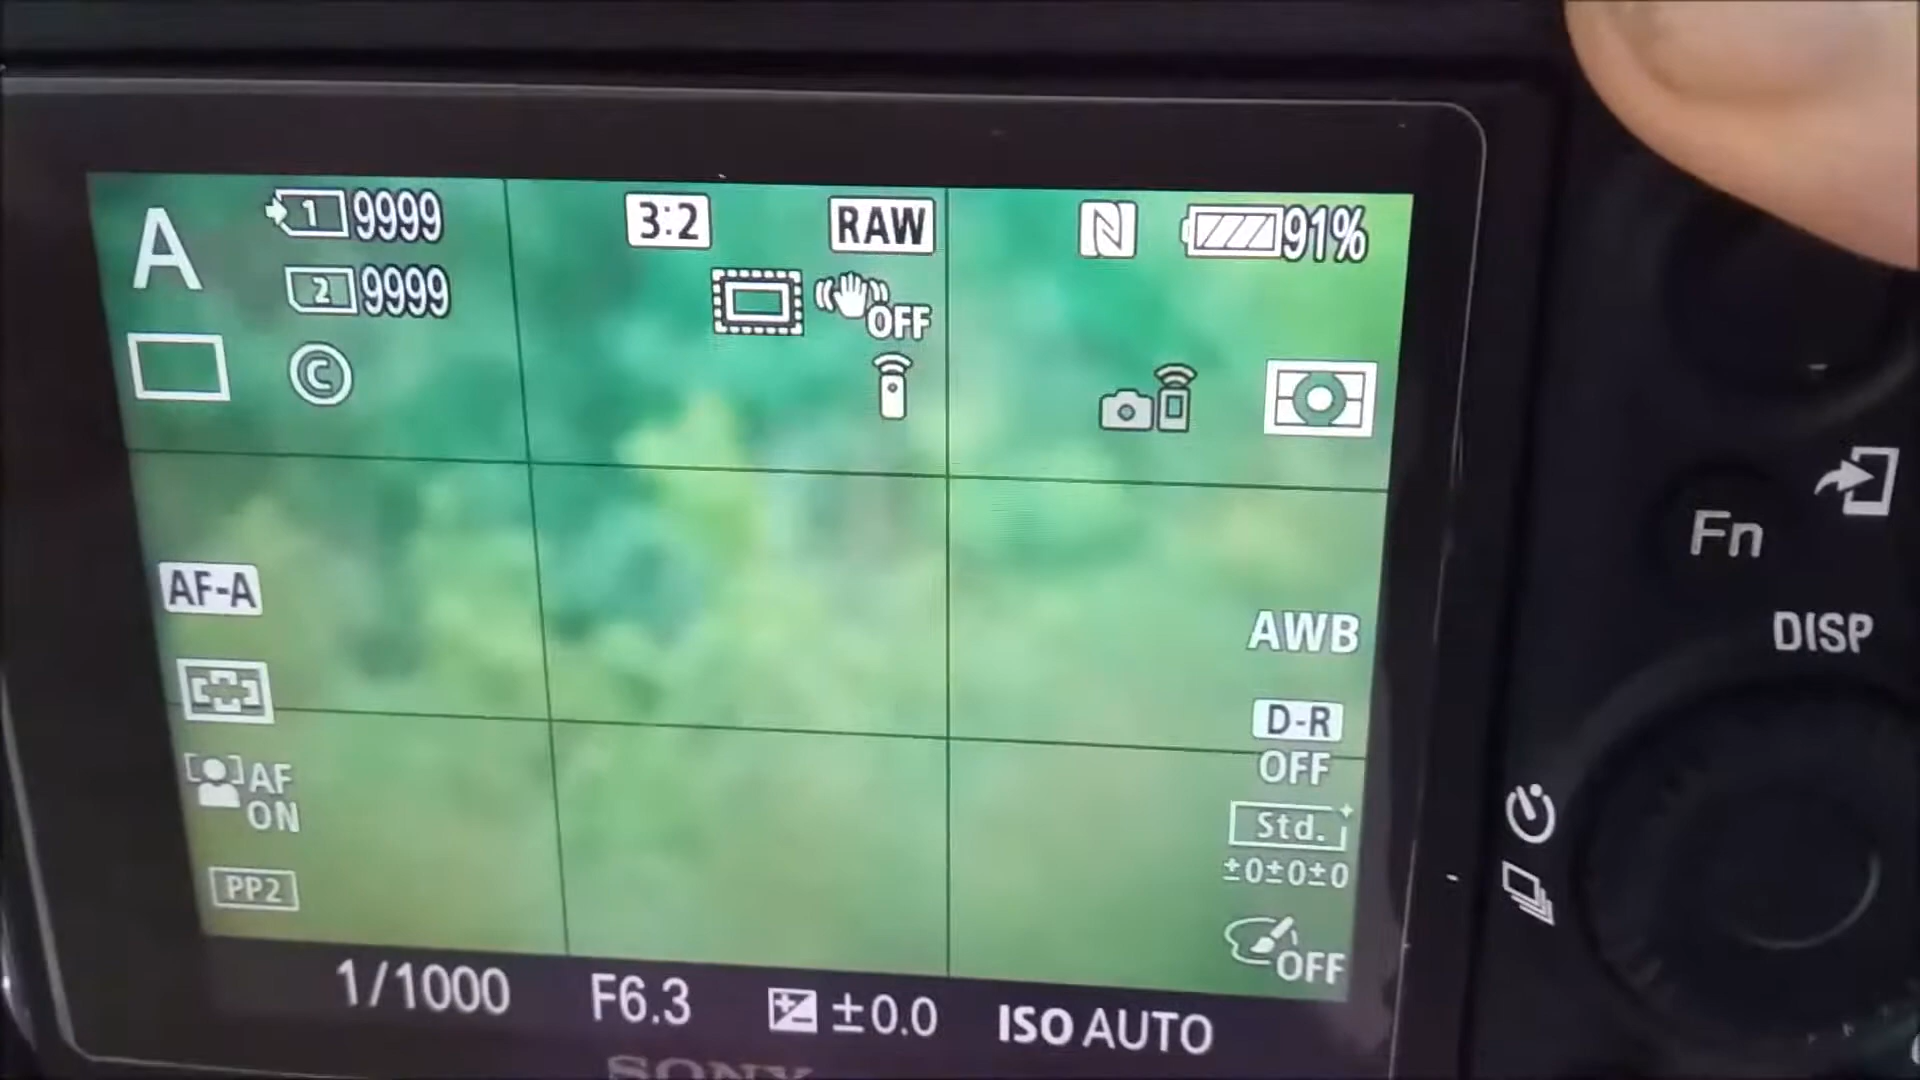 A 1 9999 3:2 RAW N 91%
2 9999 OFF
C
AF-A
AWB
D-R
OFF
AF
ON
Std.
±0±0±0
PP2
OFF
1/1000 F6.3 ±0.0 ISO AUTO
SONY
Fn
DISP